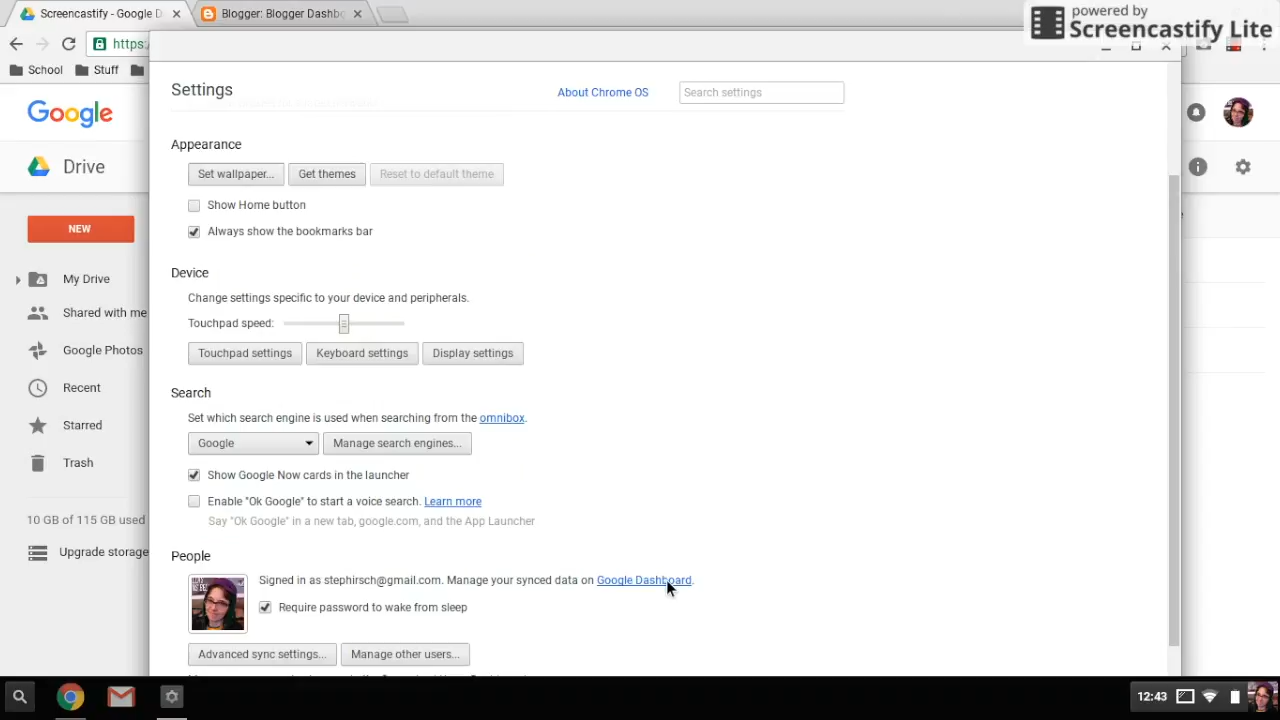 Screencastify - Google D
Blogger: Blogger Dashb
powered by
Screencastify Lite
https:
School
Stuff
Google
Drive
NEW
My Drive
Shared with me
Google Photos
Recent
Starred
Trash
10 GB of 115 GB used
Upgrade storage
Settings
About Chrome OS
Search settings
Appearance
Set wallpaper...
Get themes
Reset to default theme
Show Home button
Always show the bookmarks bar
Device
Change settings specific to your device and peripherals.
Touchpad speed:
Touchpad settings
Keyboard settings
Display settings
Search
Set which search engine is used when searching from the omnibox.
Google
Manage search engines...
Show Google Now cards in the launcher
Enable "Ok Google" to start a voice search. Learn more
Say "Ok Google" in a new tab, google.com, and the App Launcher
People
Signed in as stephirsch@gmail.com. Manage your synced data on Google Dashboard.
Require password to wake from sleep
Advanced sync settings...
Manage other users...
12:43